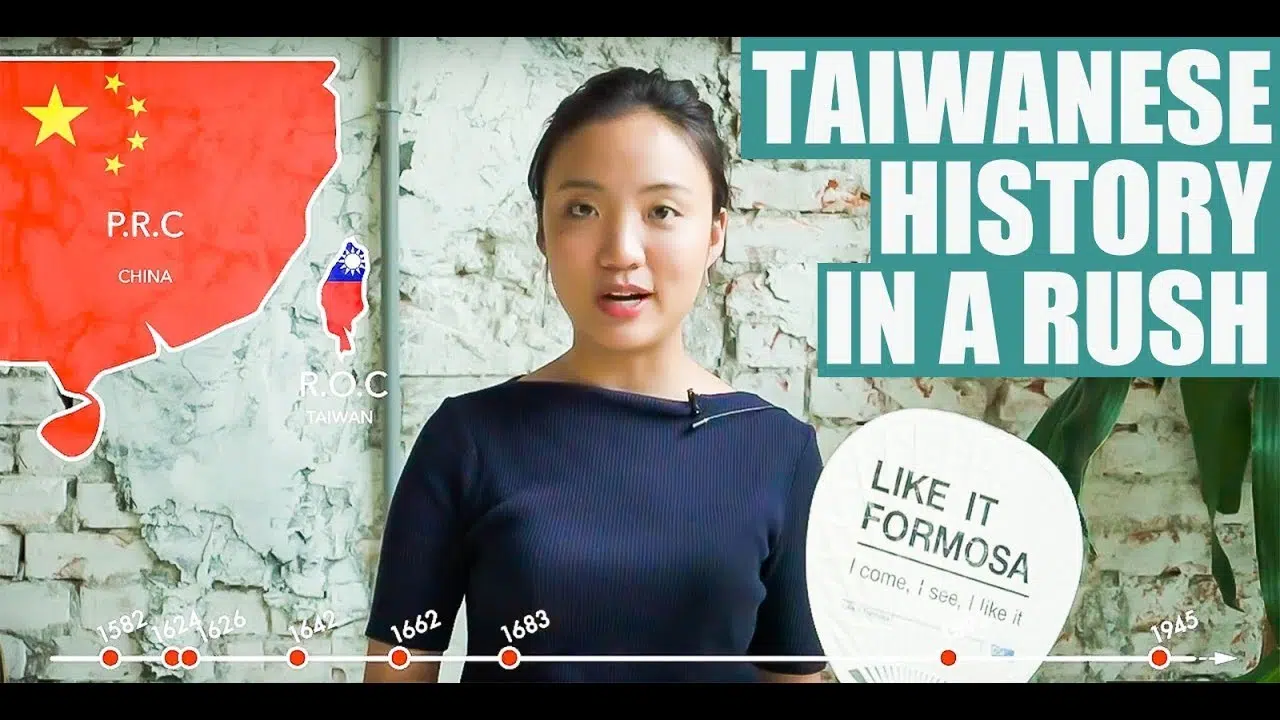 TAIWANESE
HISTORY
IN A RUSH
P.R.C
CHINA
R.O.C
TAIWAN
LIKE IT
FORMOSA
I come, I see, I like it
1582
1624
1626
1642
1662
1683
1945